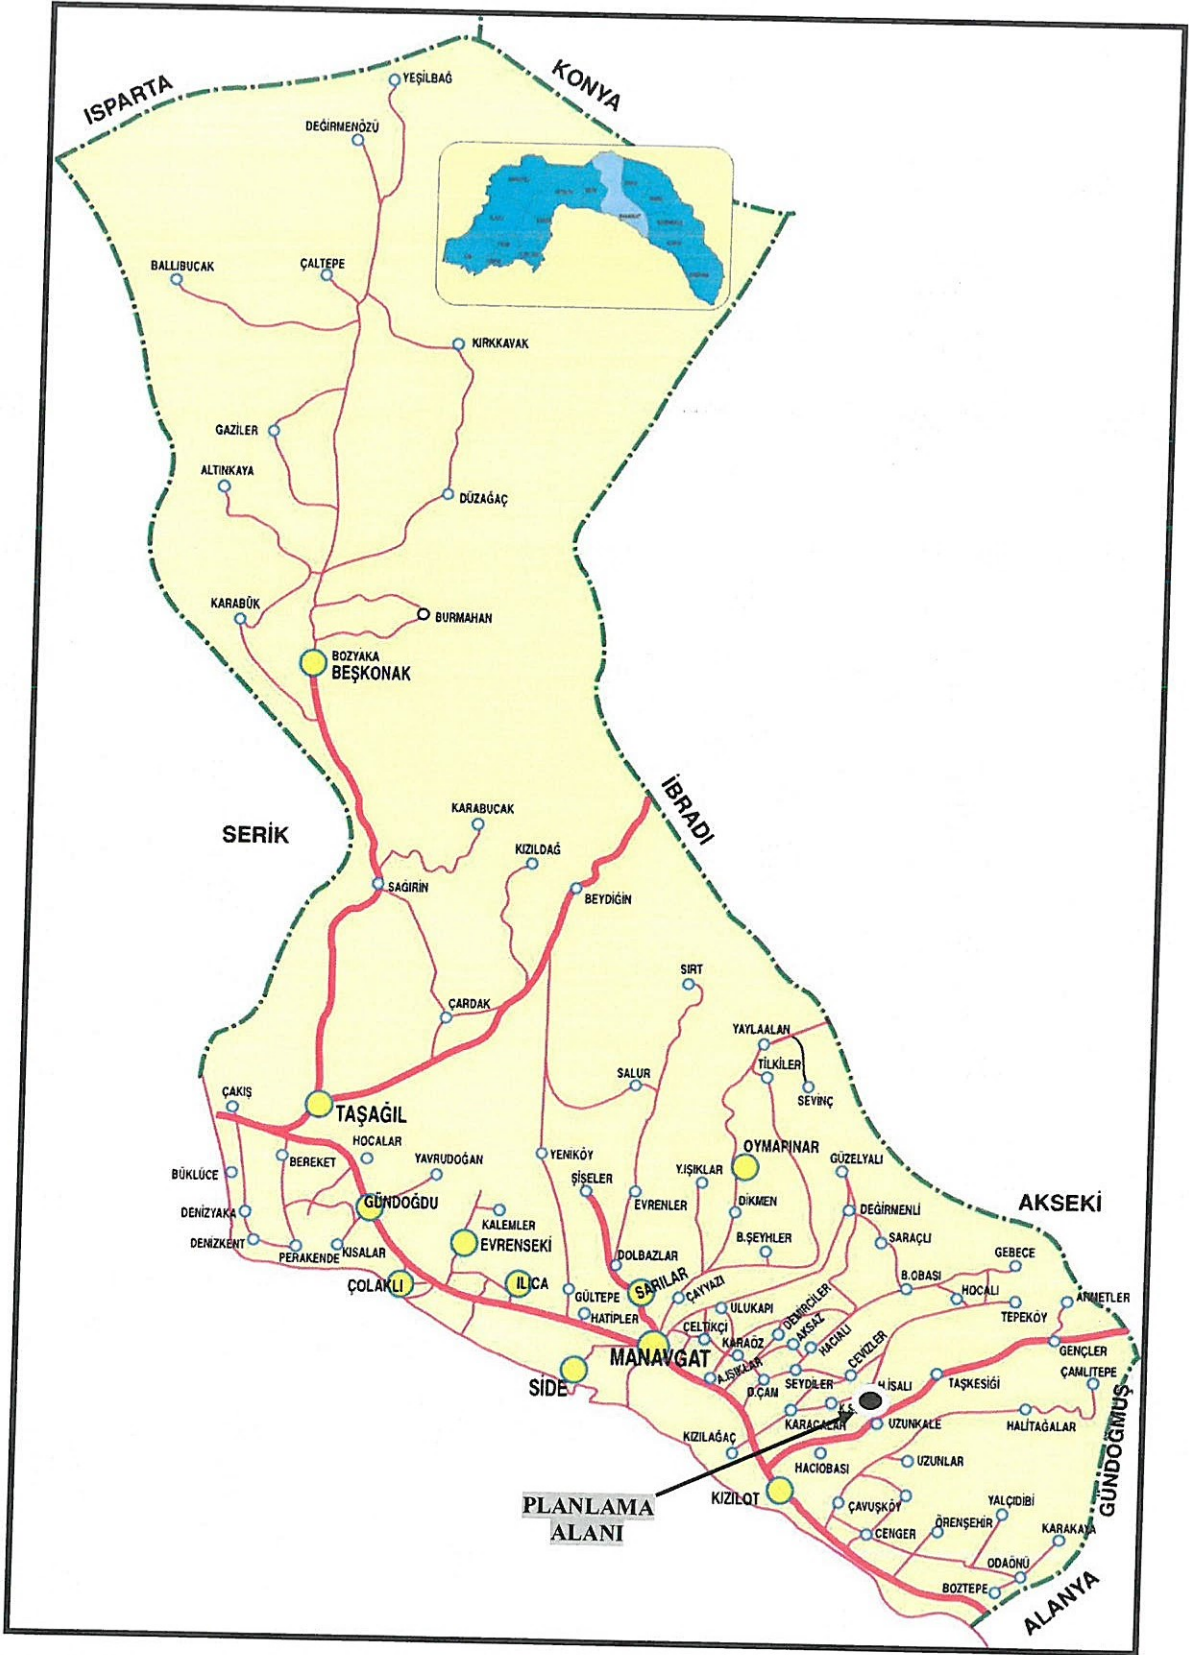 ISPARTA
KONYA
YEŞİLBAĞ
DEĞİRMENÖZÜ
BALLIBUCAK
ÇALTEPE
KIRKKAVAK
GAZİLER
ALTINKAYA
DÜZAĞAÇ
KARABÜK
BURMAHAN
BOZYAKA
BEŞKONAK
SERİK
İBRADI
KARABUCAK
KIZILDAĞ
SAĞIRİN
BEYDİĞİN
SIRT
ÇARDAK
YAYLAALAN
TİLKİLER
SALUR
SEVİNÇ
ÇAKIŞ
TAŞAĞIL
HOCALAR
BEREKET
YAVRUDOĞAN
YENİKÖY
OYMAPINAR
GÜZELYALI
BÜKLÜCE
ŞİŞELER
Y.IŞIKLAR
GÜNDOĞDU
EVRENLER
DİKMEN
DEĞİRMENLİ
AKSEKİ
DENİZYAKA
KALEMLER
DENİZKENT
PERAKENDE
KISALAR
EVRENSEKİ
B.ŞEYHLER
SARAÇLI
GEBECE
DOLBAZLAR
ÇOLAKLI
ILICA
SARILAR
ÇAYYAZI
B.OBASI
HOCALI
GÜLTEPE
HATİPLER
ULUKAPI
DEMİRCİLER
TEPEKÖY
AHMETLER
ÇELTİKÇİ
AKSAZ
HACIALI
MANAVGAT
KARAÖZ
CEVİZLER
GENÇLER
SİDE
A.IŞIKLAR
D.ÇAM
SEYDİLER
H.İSALI
TAŞKESİĞİ
ÇAMLITEPE
K.S.
KARACALAR
UZUNKALE
HALİTAĞALAR
KIZILAĞAÇ
HACIOBASI
UZUNLAR
GÜNDOĞMUŞ
KIZILOT
PLANLAMA
ALANI
ÇAVUŞKÖY
YALÇIDİBİ
CENGER
ÖRENŞEHİR
KARAKAYA
ODAÖNÜ
BOZTEPE
ALANYA